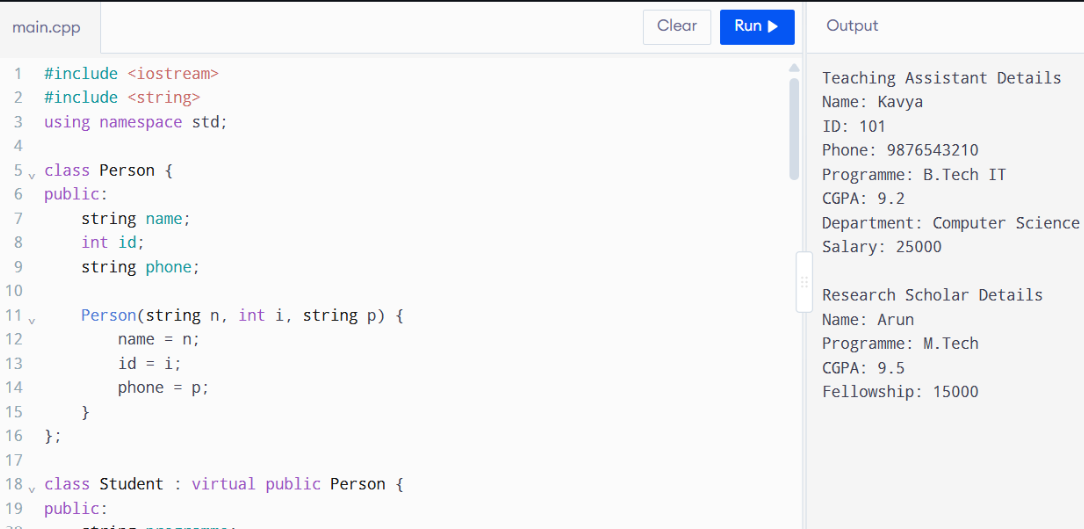 main.cpp
Clear
Run
Output
1 #include <iostream>
2 #include <string>
3 using namespace std;
4
5 class Person {
6 public:
7     string name;
8     int id;
9     string phone;
10
11     Person(string n, int i, string p) {
12         name = n;
13         id = i;
14         phone = p;
15     }
16 };
17
18 class Student : virtual public Person {
19 public:
Teaching Assistant Details
Name: Kavya
ID: 101
Phone: 9876543210
Programme: B.Tech IT
CGPA: 9.2
Department: Computer Science
Salary: 25000

Research Scholar Details
Name: Arun
Programme: M.Tech
CGPA: 9.5
Fellowship: 15000